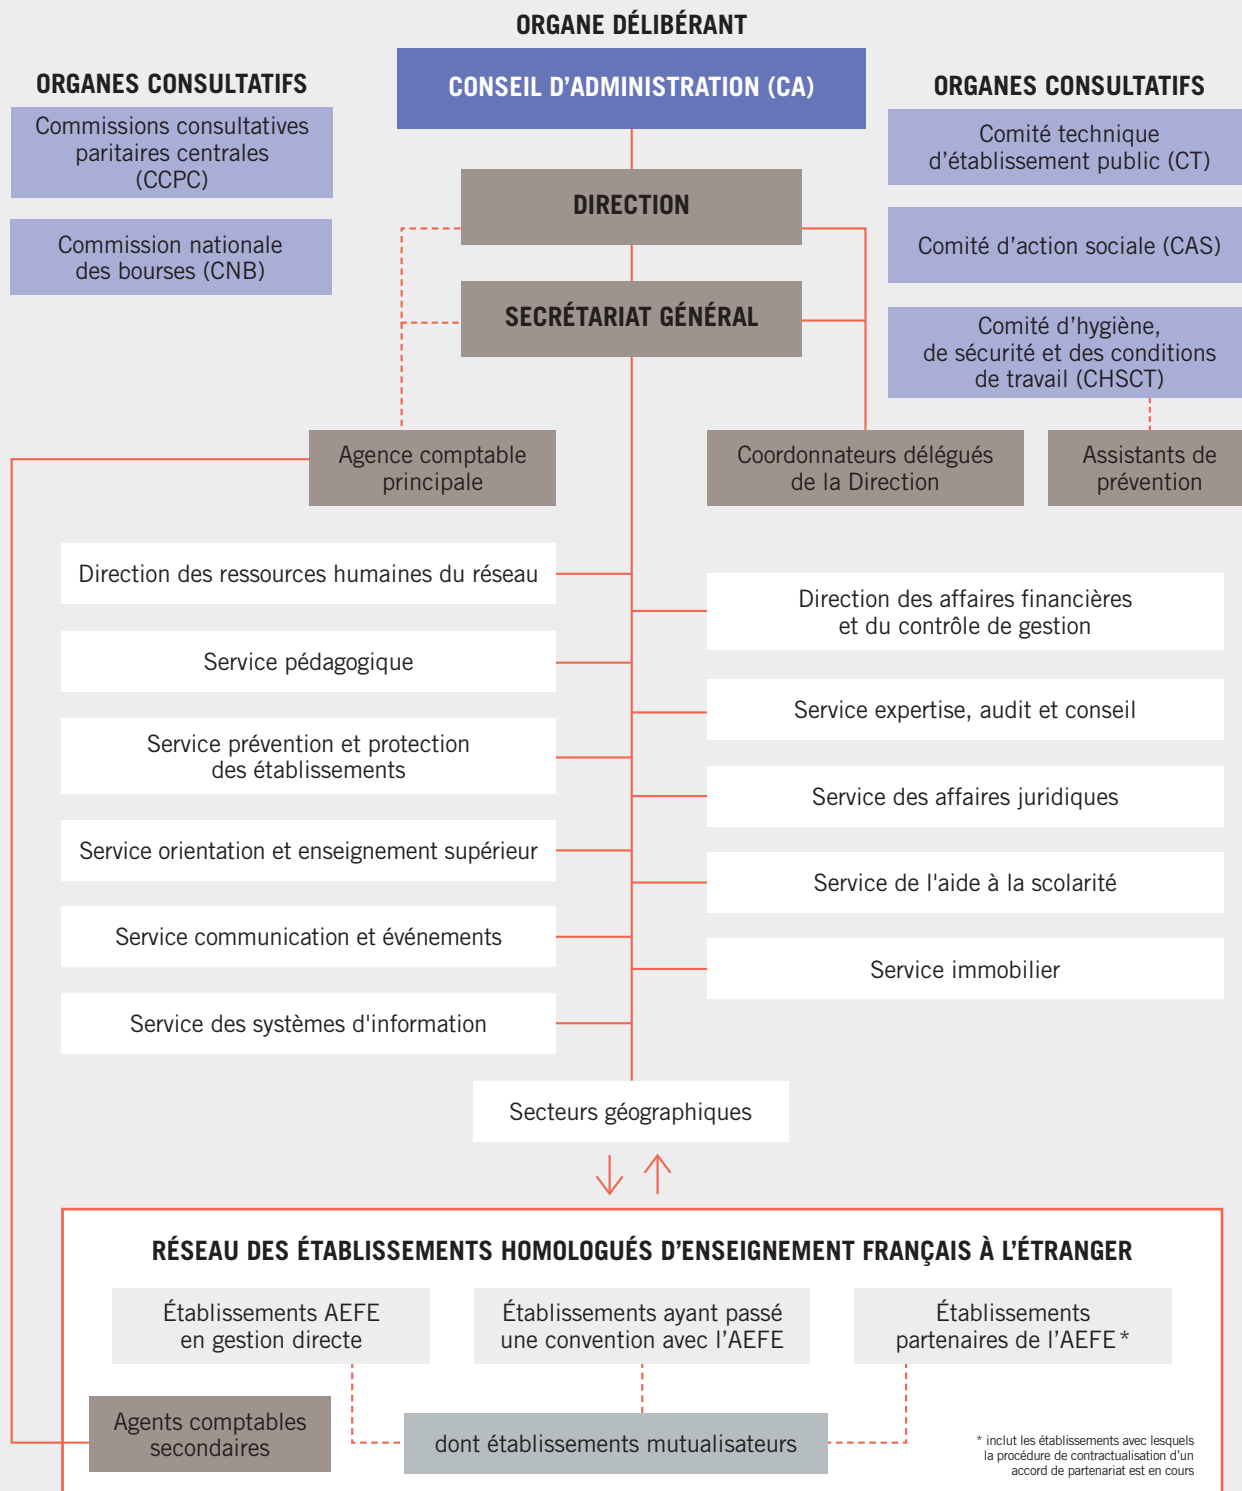 ORGANE DÉLIBÉRANT
CONSEIL D'ADMINISTRATION (CA)
ORGANES CONSULTATIFS
Commissions consultatives
paritaires centrales
(CCPC)
Commission nationale
des bourses (CNB)
ORGANES CONSULTATIFS
Comité technique
d'établissement public (CT)
Comité d'action sociale (CAS)
Comité d'hygiène,
de sécurité et des conditions
de travail (CHSCT)
DIRECTION
SECRÉTARIAT GÉNÉRAL
Agence comptable
principale
Coordonnateurs délégués
de la Direction
Assistants de
prévention
Direction des ressources humaines du réseau
Service pédagogique
Service prévention et protection
des établissements
Service orientation et enseignement supérieur
Service communication et événements
Service des systèmes d'information
Direction des affaires financières
et du contrôle de gestion
Service expertise, audit et conseil
Service des affaires juridiques
Service de l'aide à la scolarité
Service immobilier
Secteurs géographiques
RÉSEAU DES ÉTABLISSEMENTS HOMOLOGUÉS D'ENSEIGNEMENT FRANÇAIS À L'ÉTRANGER
Établissements AEFE
en gestion directe
Établissements ayant passé
une convention avec l'AEFE
Établissements
partenaires de l'AEFE *
Agents comptables
secondaires
dont établissements mutualisateurs
* inclut les établissements avec lesquels
la procédure de contractualisation d'un
accord de partenariat est en cours